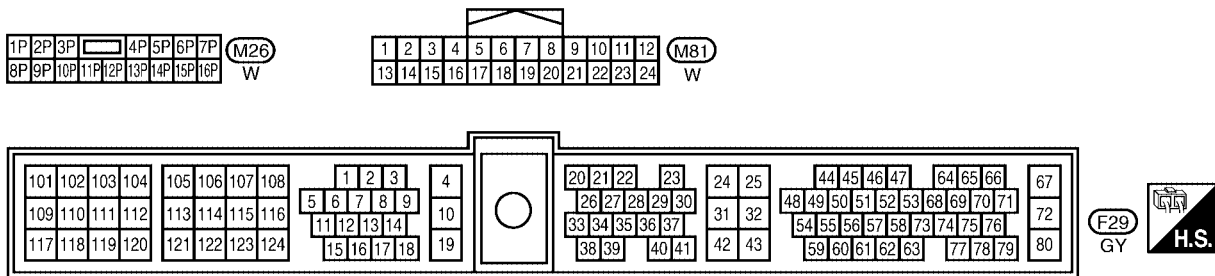 1P 2P 3P 4P 5P 6P 7P
8P 9P 10P 11P 12P 13P 14P 15P 16P
M26
W
1 2 3 4 5 6 7 8 9 10 11 12
13 14 15 16 17 18 19 20 21 22 23 24
M81
W
101 102 103 104 105 106 107 108 1 2 3 4 20 21 22 23 24 25 44 45 46 47 64 65 66 67
109 110 111 112 113 114 115 116 5 6 7 8 9 10 26 27 28 29 30 31 32 48 49 50 51 52 53 68 69 70 71 72
11 12 13 14 33 34 35 36 37 54 55 56 57 58 73 74 75 76
117 118 119 120 121 122 123 124 15 16 17 18 19 38 39 40 41 42 43 59 60 61 62 63 77 78 79 80
F29
GY
H.S.